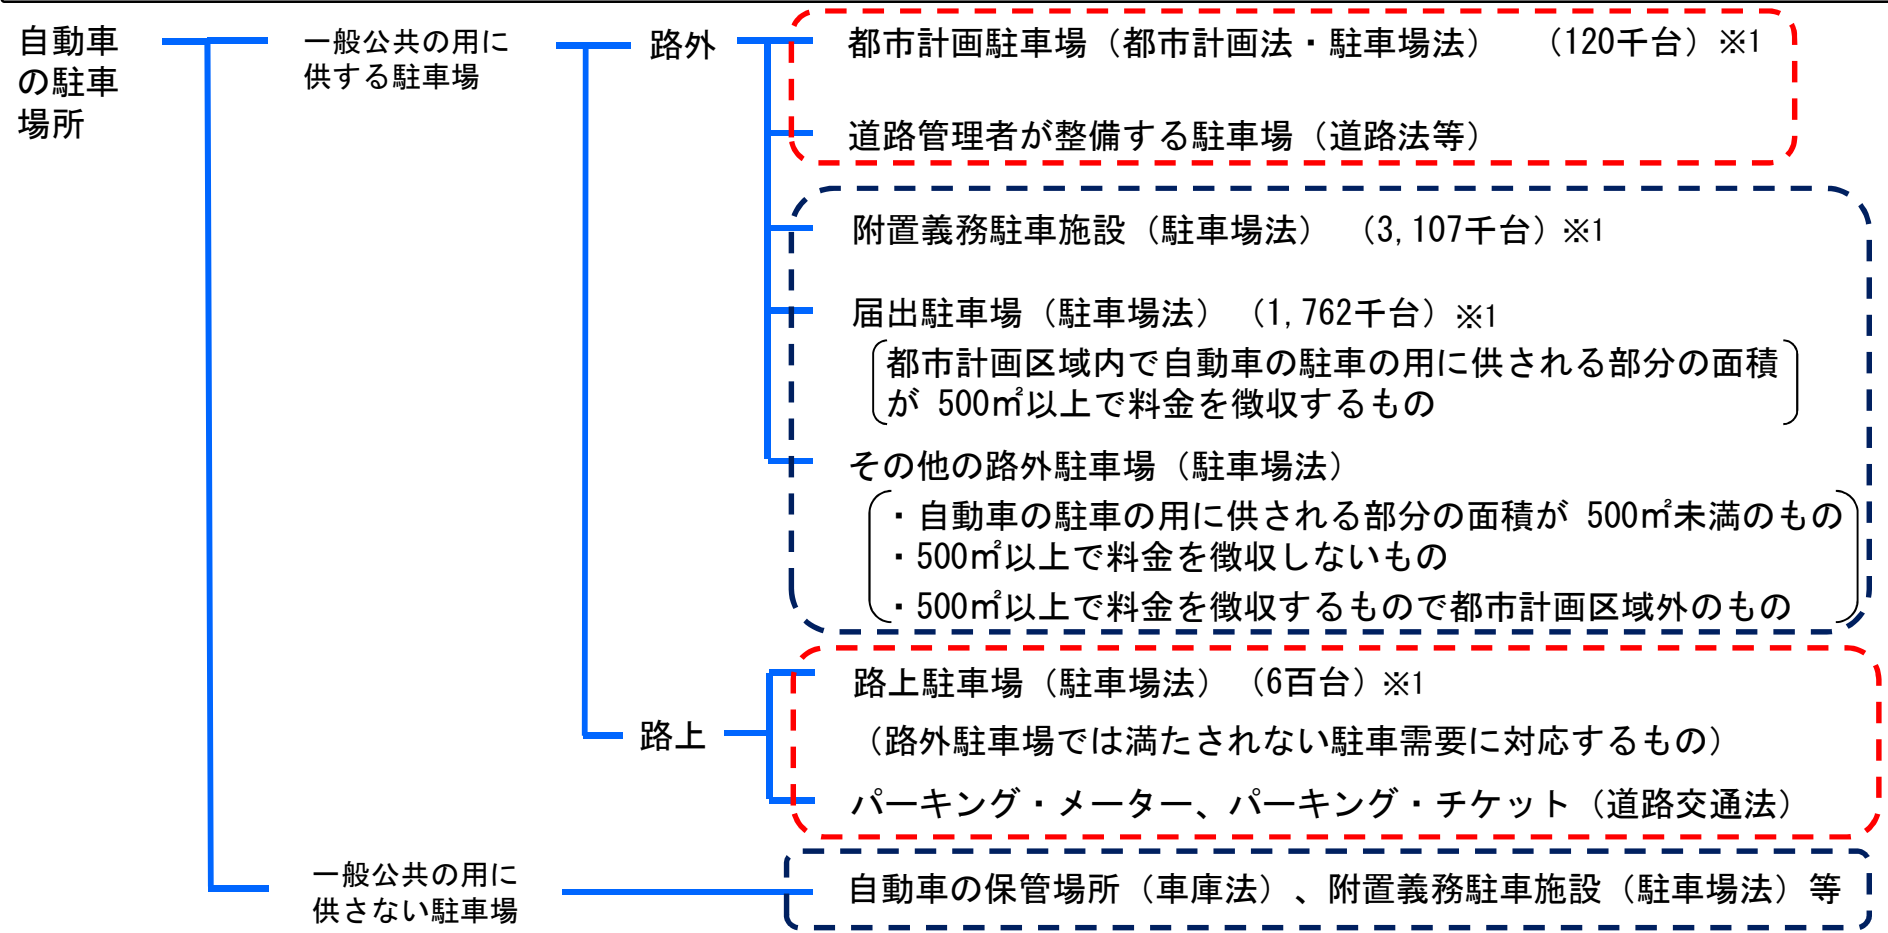 自動車
の駐車
場所
一般公共の用に
供する駐車場
路外
都市計画駐車場（都市計画法・駐車場法）　（120千台）※1
道路管理者が整備する駐車場（道路法等）
附置義務駐車施設（駐車場法）　（3,107千台）※1
届出駐車場（駐車場法）　（1,762千台）※1
都市計画区域内で自動車の駐車の用に供される部分の面積
が 500㎡以上で料金を徴収するもの
その他の路外駐車場（駐車場法）
・自動車の駐車の用に供される部分の面積が 500㎡未満のもの
・500㎡以上で料金を徴収しないもの
・500㎡以上で料金を徴収するもので都市計画区域外のもの
路上
路上駐車場（駐車場法）　（6百台）※1
（路外駐車場では満たされない駐車需要に対応するもの）
パーキング・メーター、パーキング・チケット（道路交通法）
一般公共の用に
供さない駐車場
自動車の保管場所（車庫法）、附置義務駐車施設（駐車場法）等